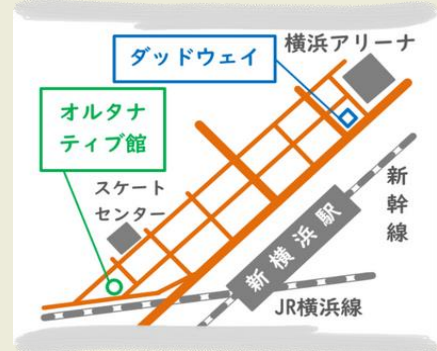 横浜アリーナ
ダッドウェイ
オルタナ
ティブ館
スケート
センター
新幹線
新横浜駅
JR横浜線